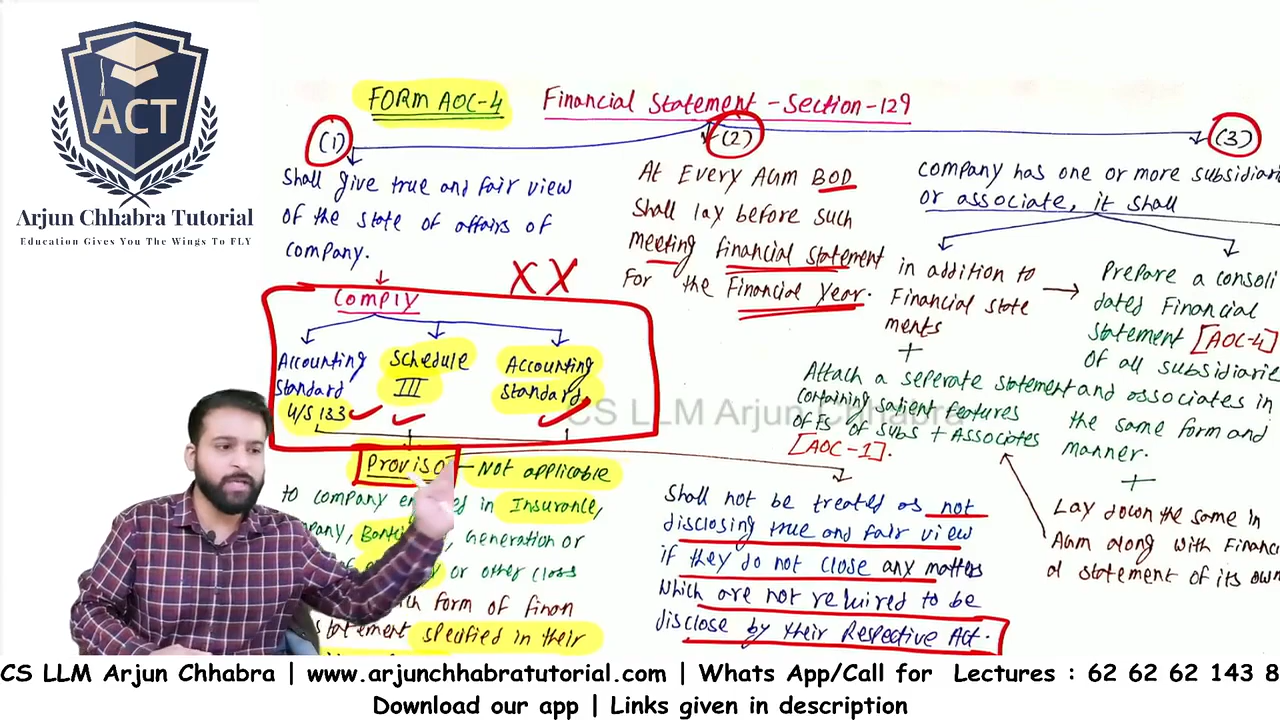 ACT
Arjun Chhabra Tutorial
Education Gives You The Wings To FLY
FORM AOC-4
Financial Statement - Section-129
(1)
Shall give true and fair view
of the state of affairs of
company.
XX
COMPLY
Accounting
Standard
U/S 133
Schedule
III
Accounting
Standard
Proviso
Not applicable
to company in Insurance,
Generation or
or other class
form of finan
statement specified in their
(2)
At Every AGM BOD
Shall lay before such
meeting financial statement
For the Financial Year.
Shall not be treated as not
disclosing true and fair view
if they do not close any matters
which are not required to be
disclose by their Respective Act.
(3)
company has one or more subsidiari
or associate, it shall
in addition to
Financial state
ments
+
Attach a seperate statement
containing salient features
of Fs of subs + Associates
[AOC-1].
Prepare a consoli
dated Financial
Statement [AOC-4]
of all subsidiarie
and associates in
the same form and
manner.
+
Lay down the same in
AGM along with Financi
al statement of its own
CS LLM Arjun Chhabra
CS LLM Arjun Chhabra | www.arjunchhabratutorial.com | Whats App/Call for Lectures : 62 62 62 143 8
Download our app | Links given in description